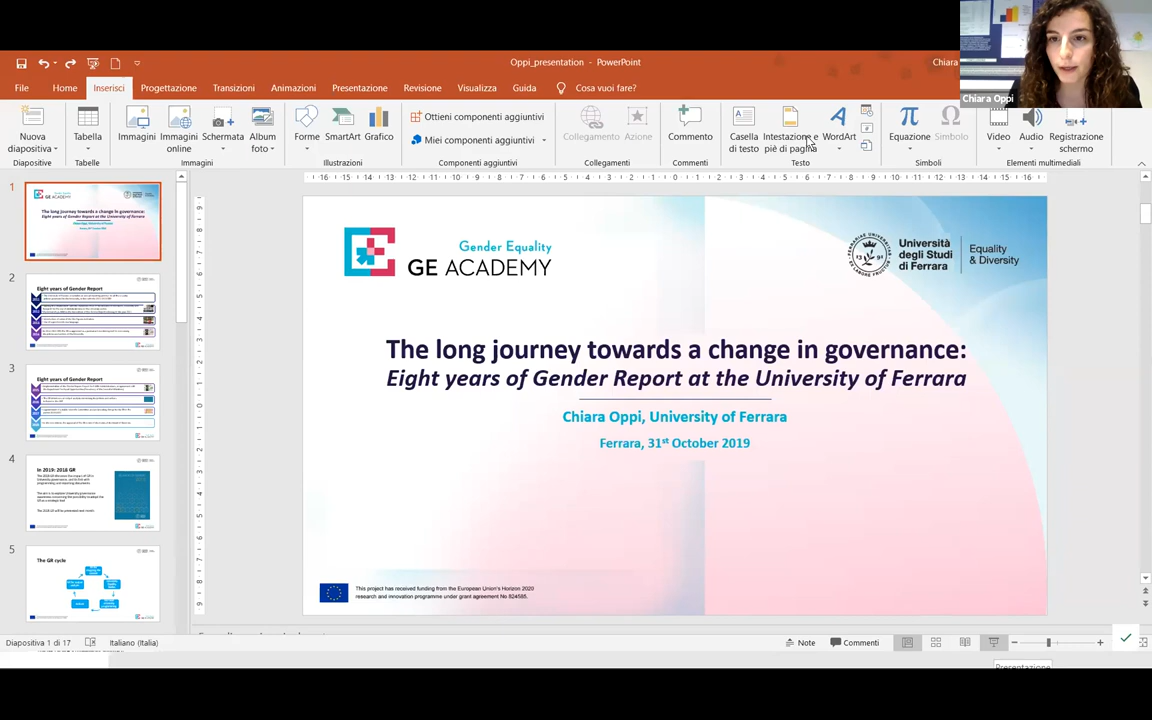 Oppi_presentation - PowerPoint
Chiara
Chiara Oppi
File Home Inserisci Progettazione Transizioni Animazioni Presentazione Revisione Visualizza Guida Cosa vuoi fare?
Nuova diapositiva
Tabella
Immagini
Immagini online
Schermata
Album foto
Forme
SmartArt
Grafico
Ottieni componenti aggiuntivi
Miei componenti aggiuntivi
Collegamento
Azione
Commento
Casella di testo
Intestazione e piè di pagina
WordArt
Equazione
Simbolo
Video
Audio
Registrazione schermo
Diapositive Tabelle Immagini Illustrazioni Componenti aggiuntivi Collegamenti Commenti Testo Simboli Elementi multimediali
1
2
Eight years of Gender Report
3
Eight years of Gender Report
4
In 2019: 2018 GR
5
The GR cycle
Gender Equality
GE ACADEMY
Università
degli Studi
di Ferrara
Equality
& Diversity
The long journey towards a change in governance:
Eight years of Gender Report at the University of Ferrara
Chiara Oppi, University of Ferrara
Ferrara, 31st October 2019
This project has received funding from the European Union's Horizon 2020
research and innovation programme under grant agreement No 824585.
Diapositiva 1 di 17 Italiano (Italia) Note Commenti
Presentazione